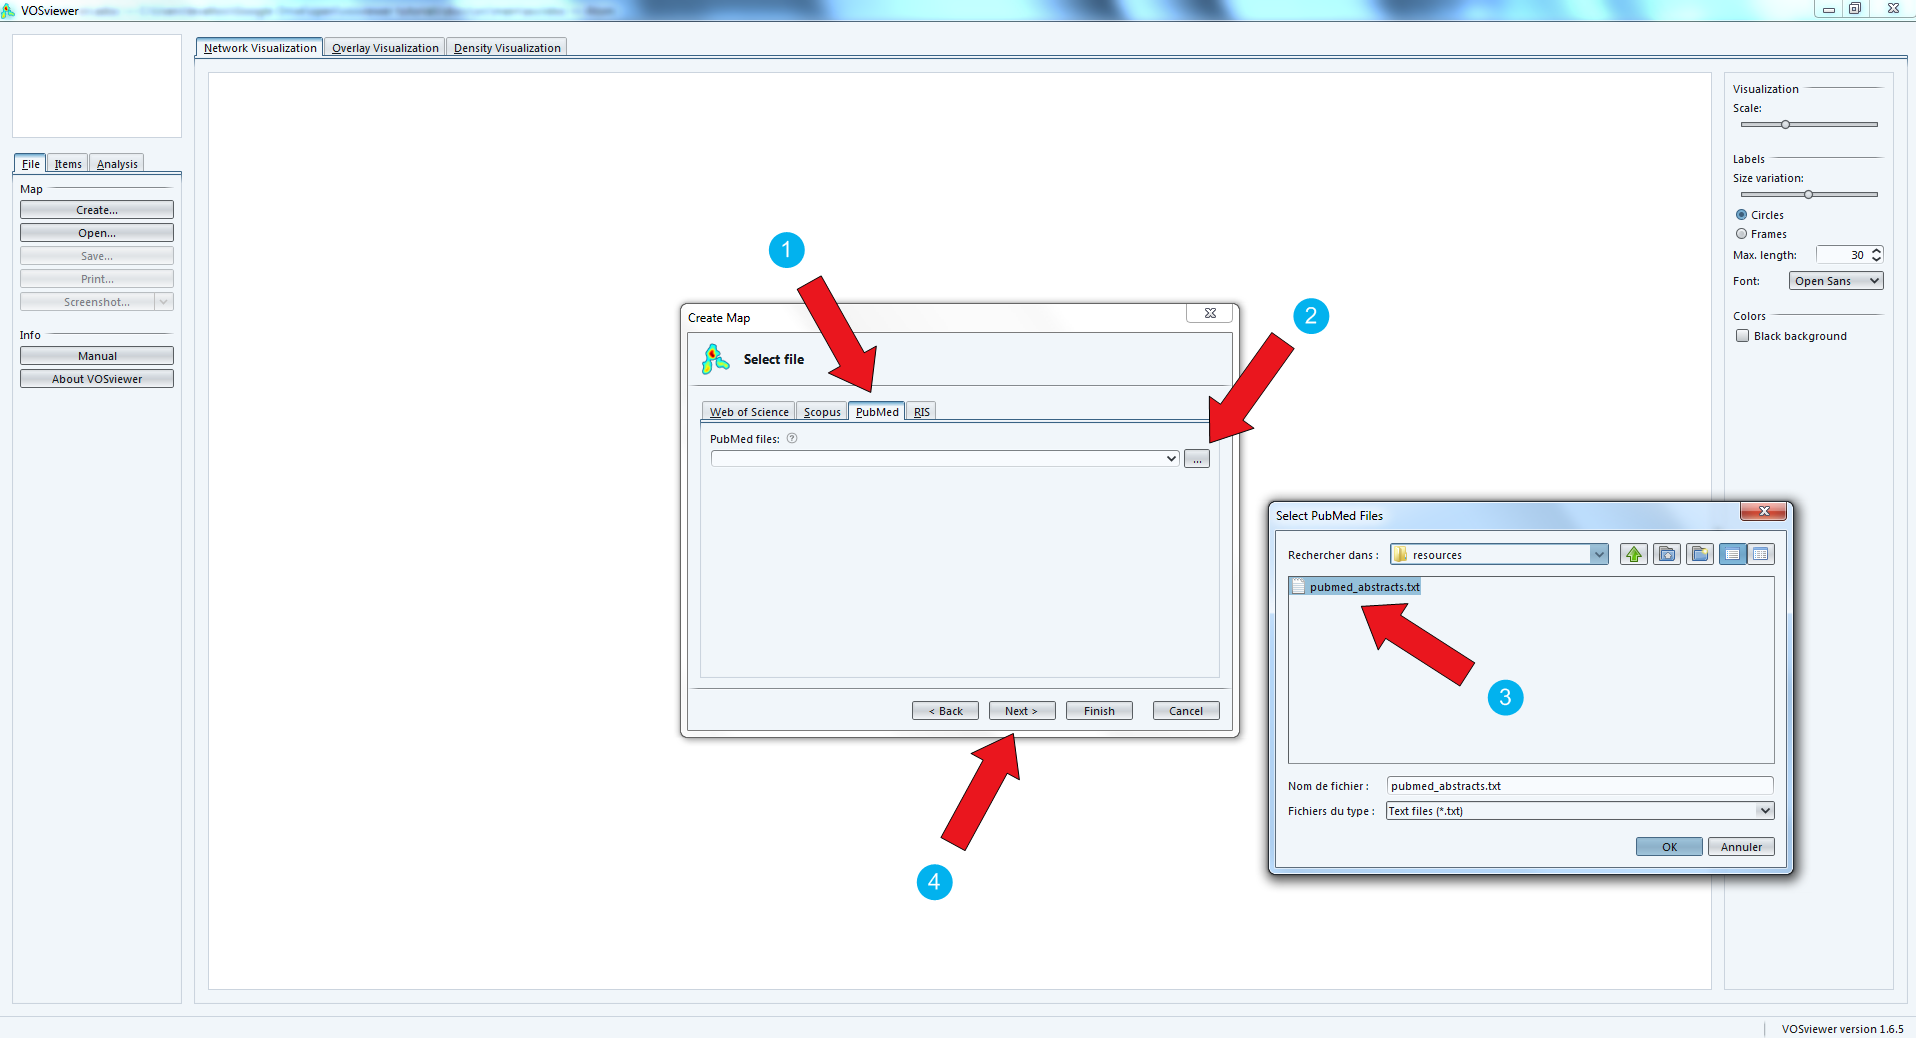 VOSviewer
Network Visualization
Overlay Visualization
Density Visualization
File
Items
Analysis
Map
Create...
Open...
Save...
Print...
Screenshot...
Info
Manual
About VOSviewer
1
2
Create Map
Select file
Web of Science
Scopus
PubMed
RIS
PubMed files: ?
...
< Back
Next >
Finish
Cancel
4
Select PubMed Files
Rechercher dans :
resources
pubmed_abstracts.txt
3
Nom de fichier :
pubmed_abstracts.txt
Fichiers du type :
Text files (*.txt)
OK
Annuler
Visualization
Scale:
Labels
Size variation:
Circles
Frames
Max. length:
30
Font:
Open Sans
Colors
Black background
VOSviewer version 1.6.5